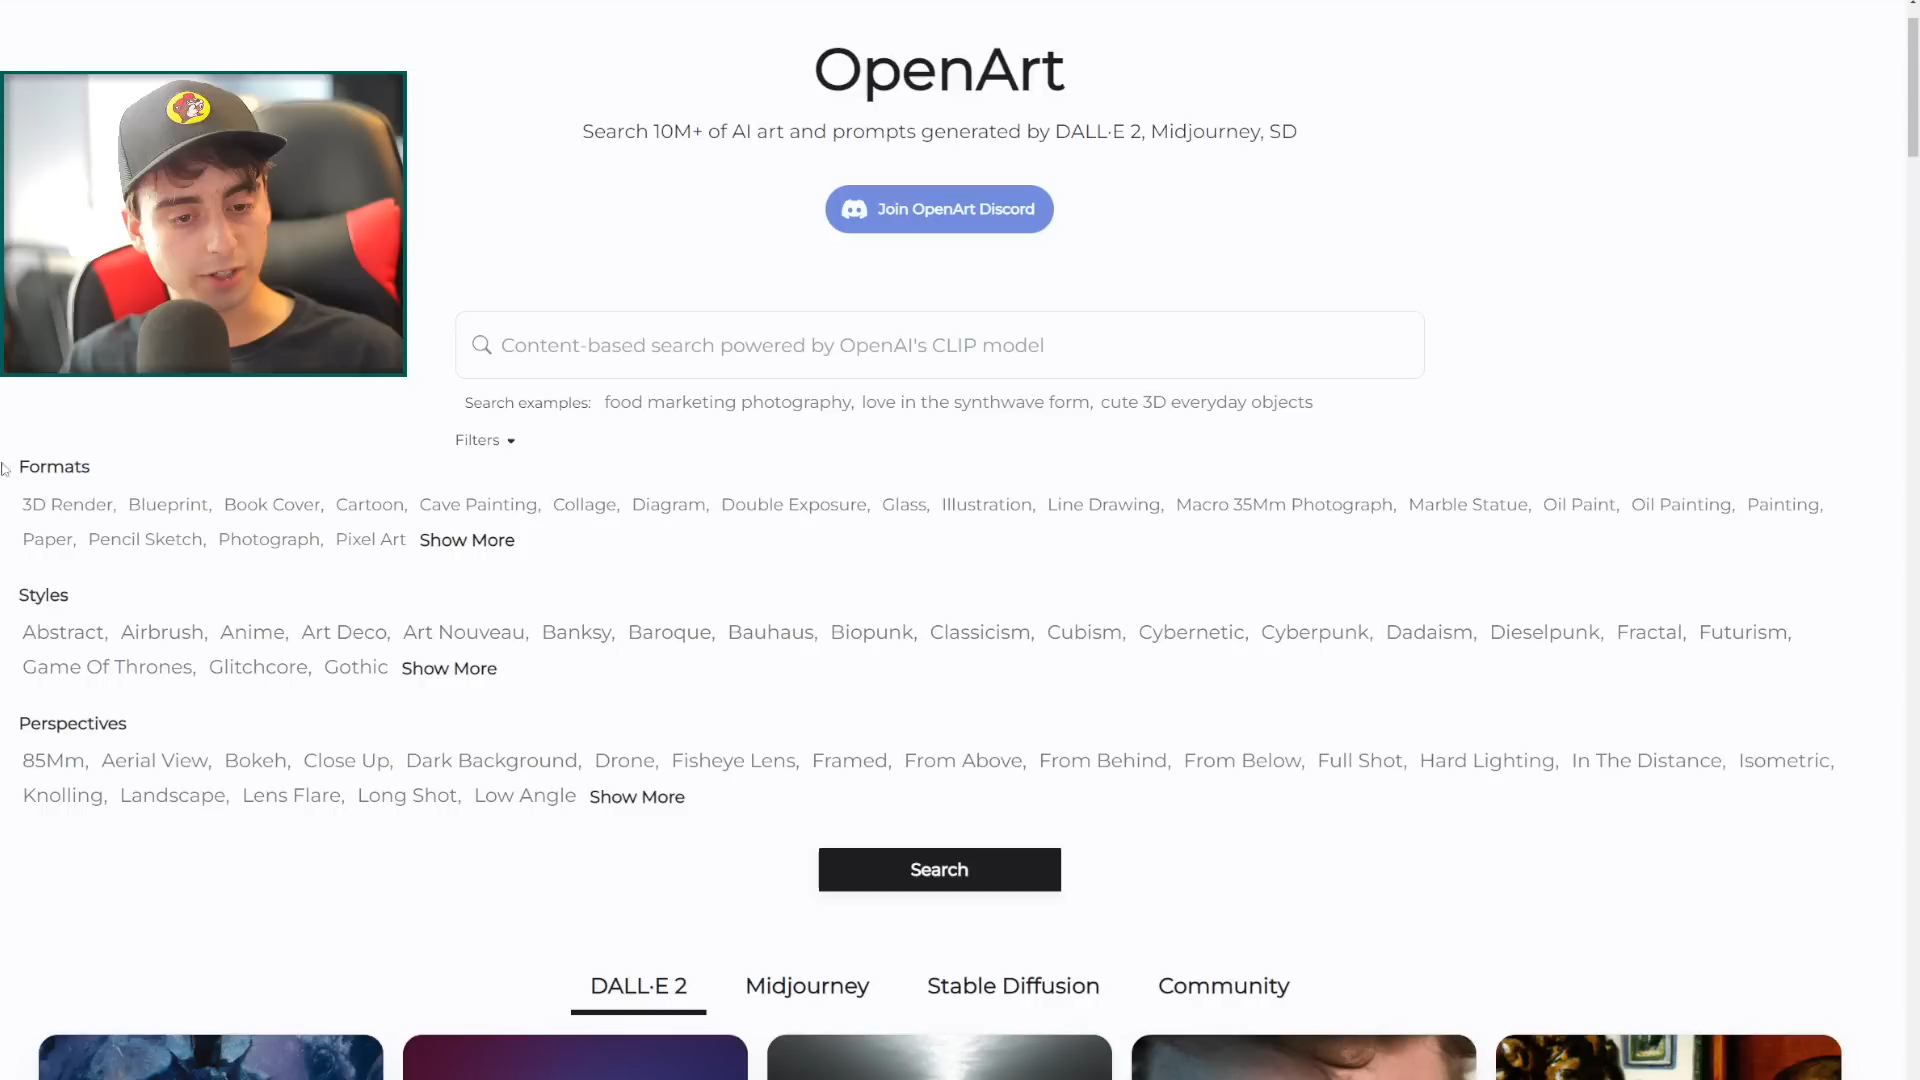 OpenArt
Search 10M+ of AI art and prompts generated by DALL·E 2, Midjourney, SD
Join OpenArt Discord
Content-based search powered by OpenAI's CLIP model
Search examples: food marketing photography, love in the synthwave form, cute 3D everyday objects
Filters
Formats
3D Render, Blueprint, Book Cover, Cartoon, Cave Painting, Collage, Diagram, Double Exposure, Glass, Illustration, Line Drawing, Macro 35Mm Photograph, Marble Statue, Oil Paint, Oil Painting, Painting,
Paper, Pencil Sketch, Photograph, Pixel Art Show More
Styles
Abstract, Airbrush, Anime, Art Deco, Art Nouveau, Banksy, Baroque, Bauhaus, Biopunk, Classicism, Cubism, Cybernetic, Cyberpunk, Dadaism, Dieselpunk, Fractal, Futurism,
Game Of Thrones, Glitchcore, Gothic Show More
Perspectives
85Mm, Aerial View, Bokeh, Close Up, Dark Background, Drone, Fisheye Lens, Framed, From Above, From Behind, From Below, Full Shot, Hard Lighting, In The Distance, Isometric,
Knolling, Landscape, Lens Flare, Long Shot, Low Angle Show More
Search
DALL·E 2 Midjourney Stable Diffusion Community